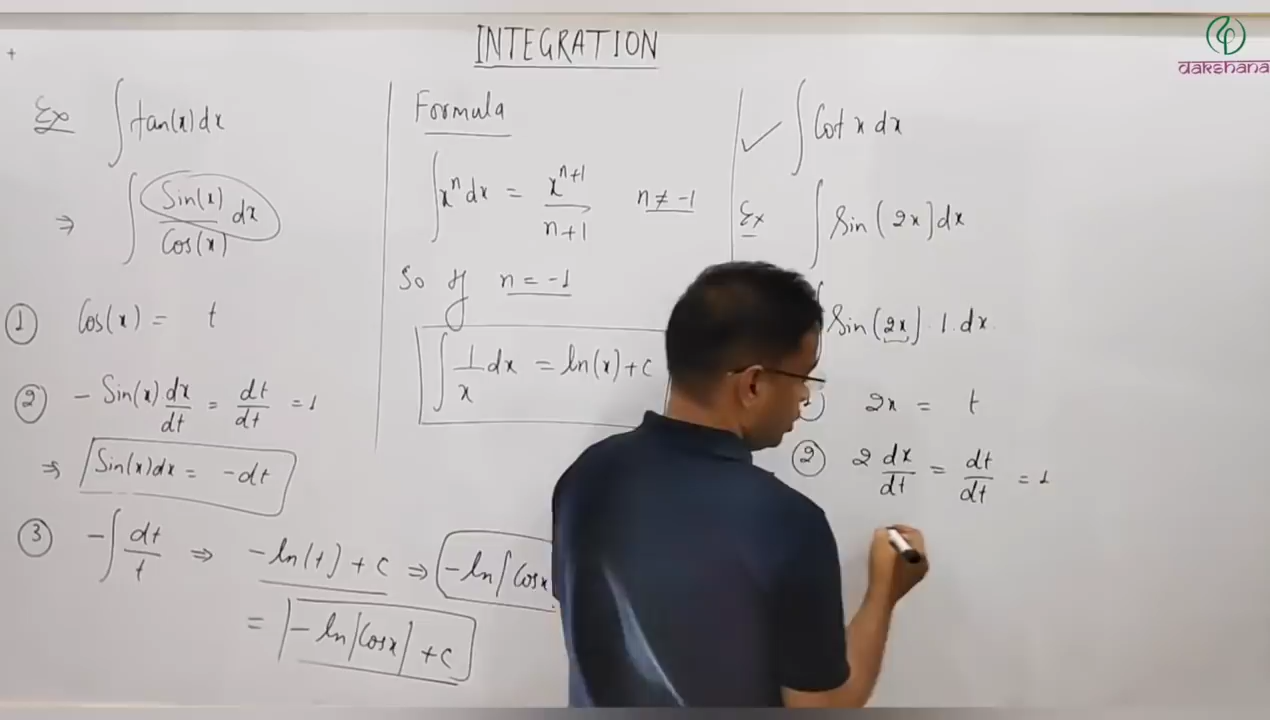 INTEGRATION
dakshana
Ex ∫ tan(x) dx
⇒ ∫ Sin(x)/Cos(x) dx
① Cos(x) = t
② - Sin(x) dx/dt = dt/dt = 1
⇒ Sin(x) dx = -dt
③ -∫ dt/t ⇒ -ln(t) + c ⇒ -ln|Cosx
= -ln|Cosx| + c
Formula
∫ xⁿ dx = xⁿ⁺¹/n+1 n ≠ -1
So if n = -1
∫ 1/x dx = ln(x) + c
✓ ∫ Cot x dx
Ex ∫ Sin (2x) dx
∫ Sin(2x) . 1 . dx
2x = t
② 2 dx/dt = dt/dt = 1